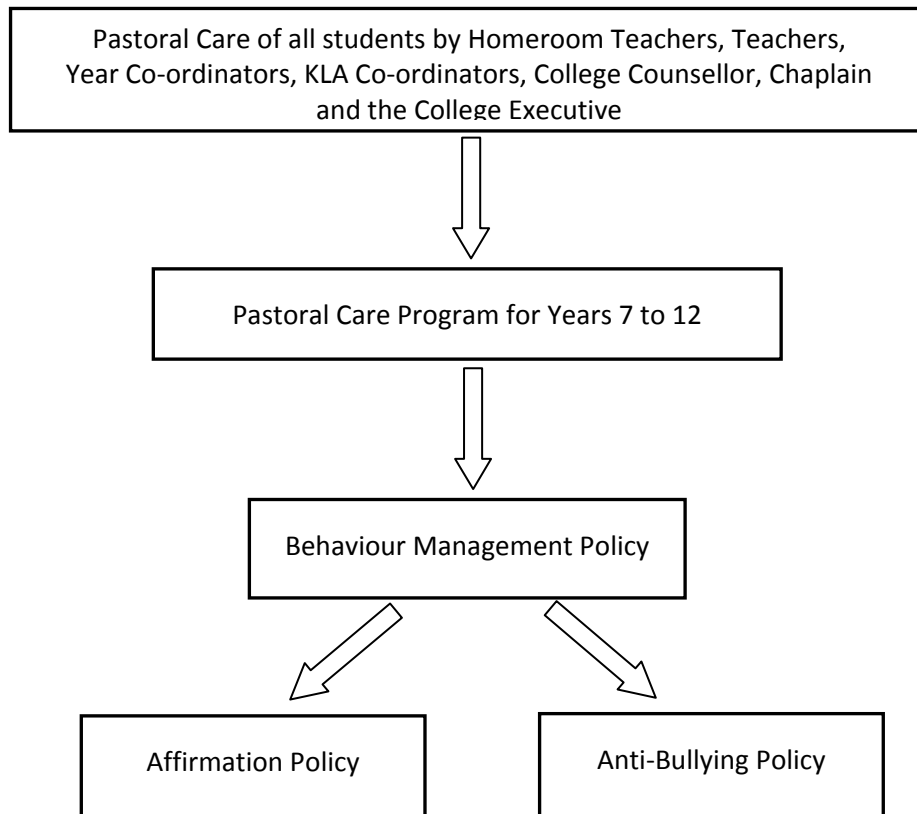 Pastoral Care of all students by Homeroom Teachers, Teachers,
Year Co-ordinators, KLA Co-ordinators, College Counsellor, Chaplain
and the College Executive
Pastoral Care Program for Years 7 to 12
Behaviour Management Policy
Affirmation Policy
Anti-Bullying Policy